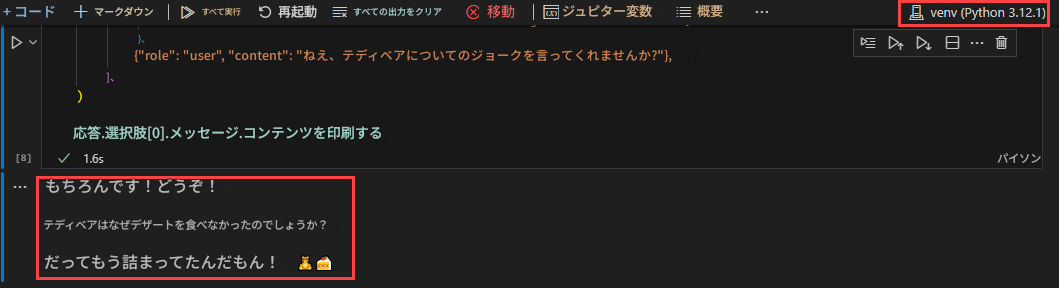 + コード + マークダウン すべて実行 再起動 すべての出力をクリア 移動 ジュピター変数 概要 ... venv (Python 3.12.1)
},
{"role": "user", "content": "ねえ、テディベアについてのジョークを言ってくれませんか?"},
]、
)
応答.選択肢[0].メッセージ.コンテンツを印刷する
[8] 1.6s パイソン
もちろんです！どうぞ！
テディベアはなぜデザートを食べなかったのでしょうか？
だってもう詰まってたんだもん！ 🧸🍰